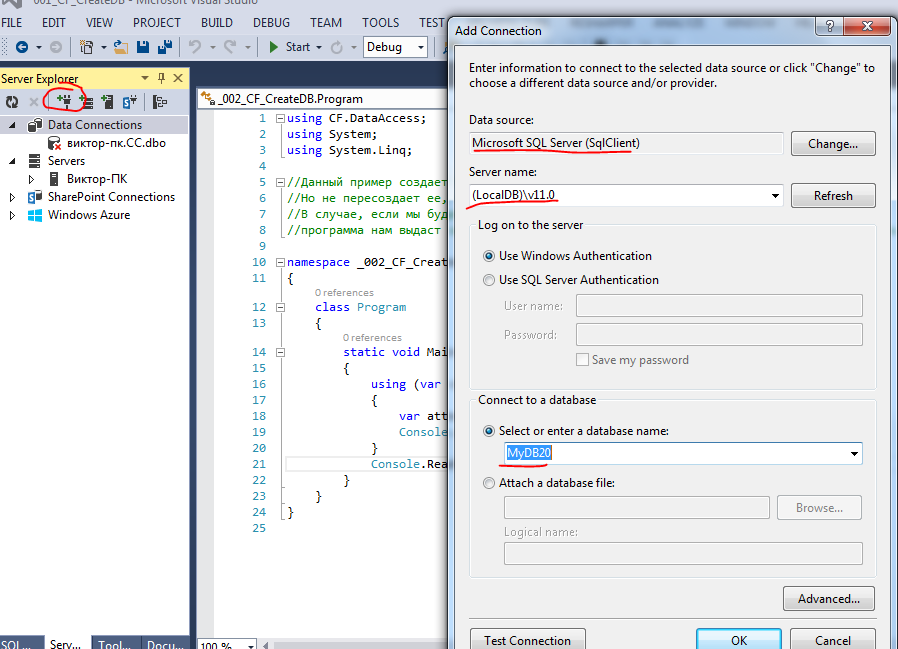 001_CF_CreateDB - Microsoft Visual Studio
FILE EDIT VIEW PROJECT BUILD DEBUG TEAM TOOLS TEST
Start Debug
Server Explorer
Data Connections
виктор-пк.CC.dbo
Servers
Виктор-ПК
SharePoint Connections
Windows Azure
_002_CF_CreateDB.Program
1 using CF.DataAccess;
2 using System;
3 using System.Linq;
4
5 //Данный пример создает
6 //Но не пересоздает ее,
7 //В случае, если мы буд
8 //программа нам выдаст
9
10 namespace _002_CF_Creat
11 {
0 references
12 class Program
13 {
0 references
14 static void Mai
15 {
16 using (var
17 {
18 var att
19 Console
20 }
21 Console.Rea
22 }
23 }
24 }
25
SQL... Serv... Tool... Docu...
100 %
Add Connection
Enter information to connect to the selected data source or click "Change" to
choose a different data source and/or provider.
Data source:
Microsoft SQL Server (SqlClient)
Change...
Server name:
(LocalDB)\v11.0
Refresh
Log on to the server
Use Windows Authentication
Use SQL Server Authentication
User name:
Password:
Save my password
Connect to a database
Select or enter a database name:
MyDB20
Attach a database file:
Browse...
Logical name:
Advanced...
Test Connection OK Cancel